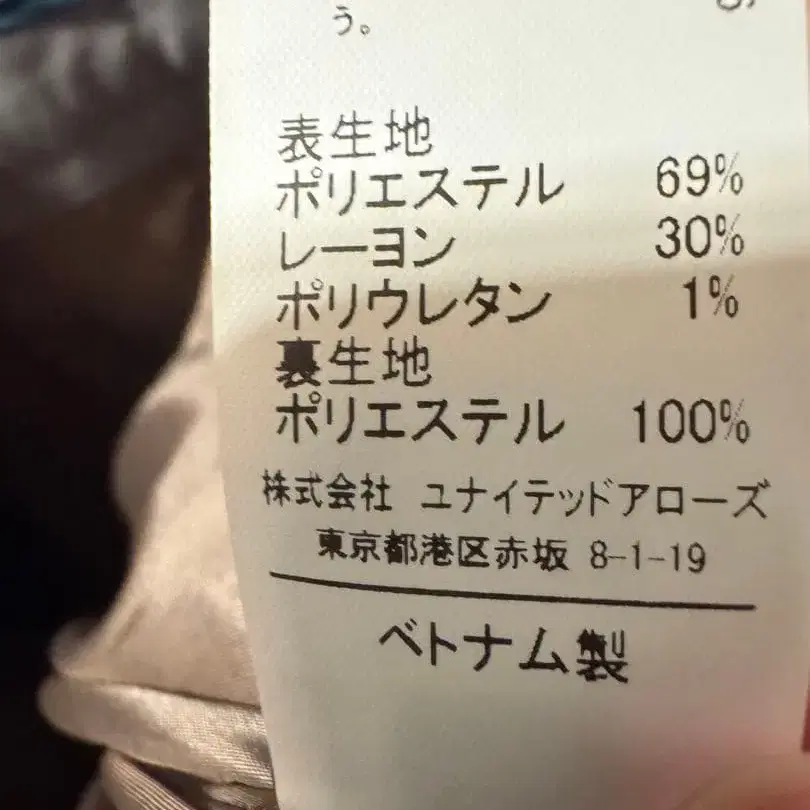 う。
表生地
ポリエステル 69%
レーヨン 30%
ポリウレタン 1%
裏生地
ポリエステル 100%
株式会社 ユナイテッドアローズ
東京都港区赤坂 8-1-19
ベトナム製